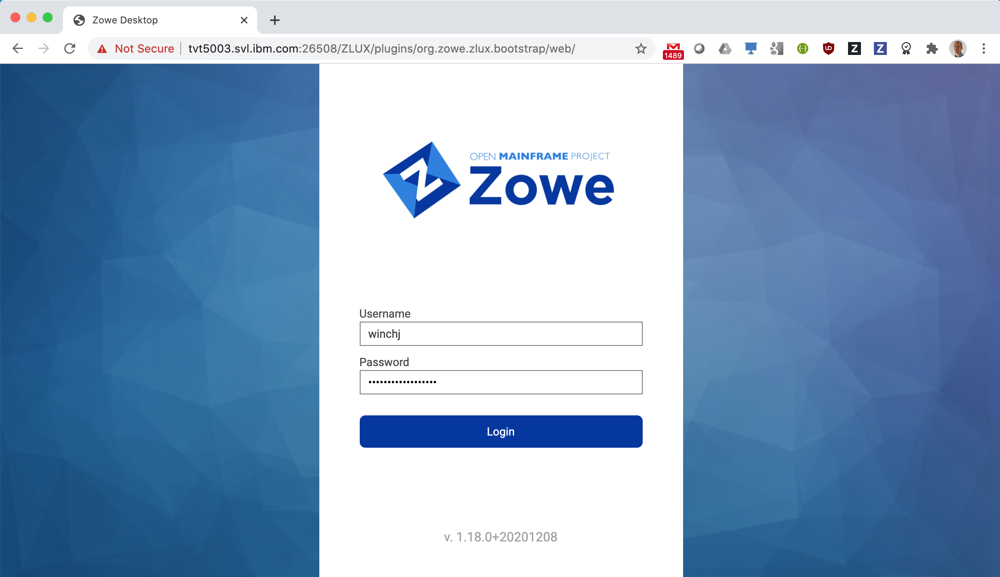 Zowe Desktop
Not Secure
tvt5003.svl.ibm.com:26508/ZLUX/plugins/org.zowe.zlux.bootstrap/web/
1489
UO
Z
Z
Z
OPEN MAINFRAME PROJECT
Zowe
Username
winchj
Password
••••••••••••••••••
Login
v. 1.18.0+20201208